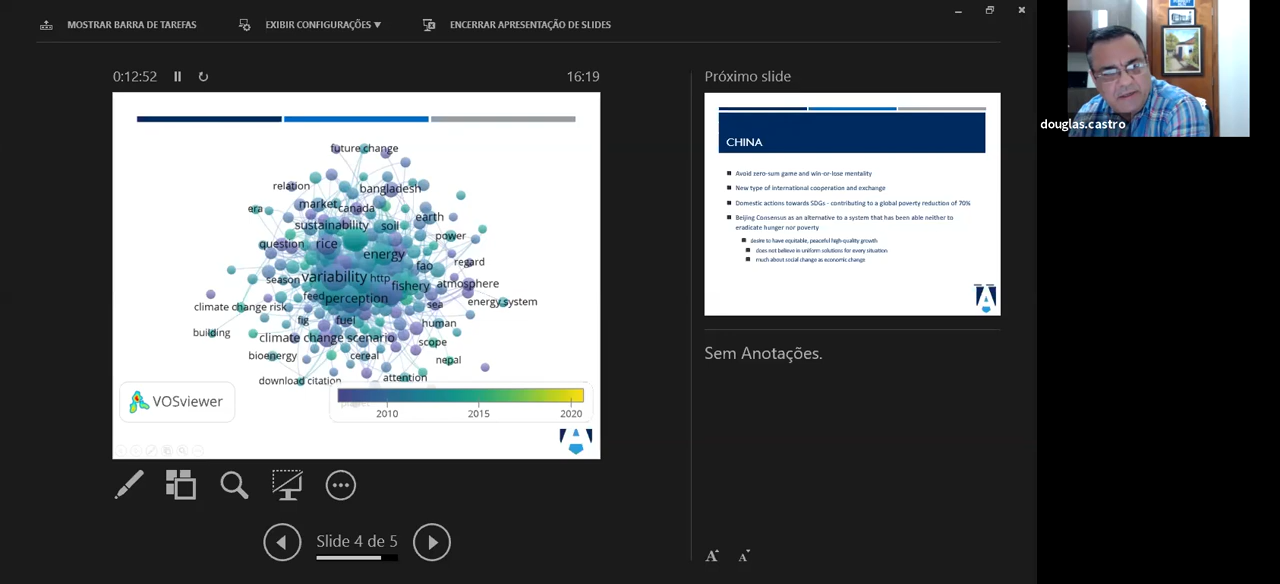 MOSTRAR BARRA DE TAREFAS
EXIBIR CONFIGURAÇÕES ▼
ENCERRAR APRESENTAÇÃO DE SLIDES
0:12:52
16:19
Próximo slide
future change
relation
bangladesh
market
canada
era
earth
sustainability
soil
power
question
rice
energy
regard
fao
season
variability
http
fishery
atmosphere
feed
perception
sea
energy system
climate change risk
fig
fuel
human
building
climate change scenario
scope
bioenergy
cereal
nepal
download citation
attention
VOSviewer
2010
2015
2020
CHINA
Avoid zero-sum game and win-or-lose mentality
New type of international cooperation and exchange
Domestic actions towards SDGs - contributing to a global poverty reduction of 70%
Beijing Consensus as an alternative to a system that has been able neither to
eradicate hunger nor poverty
desire to have equitable, peaceful high-quality growth
does not believe in uniform solutions for every situation
much about social change as economic change
Sem Anotações.
Slide 4 de 5
A A
douglas.castro